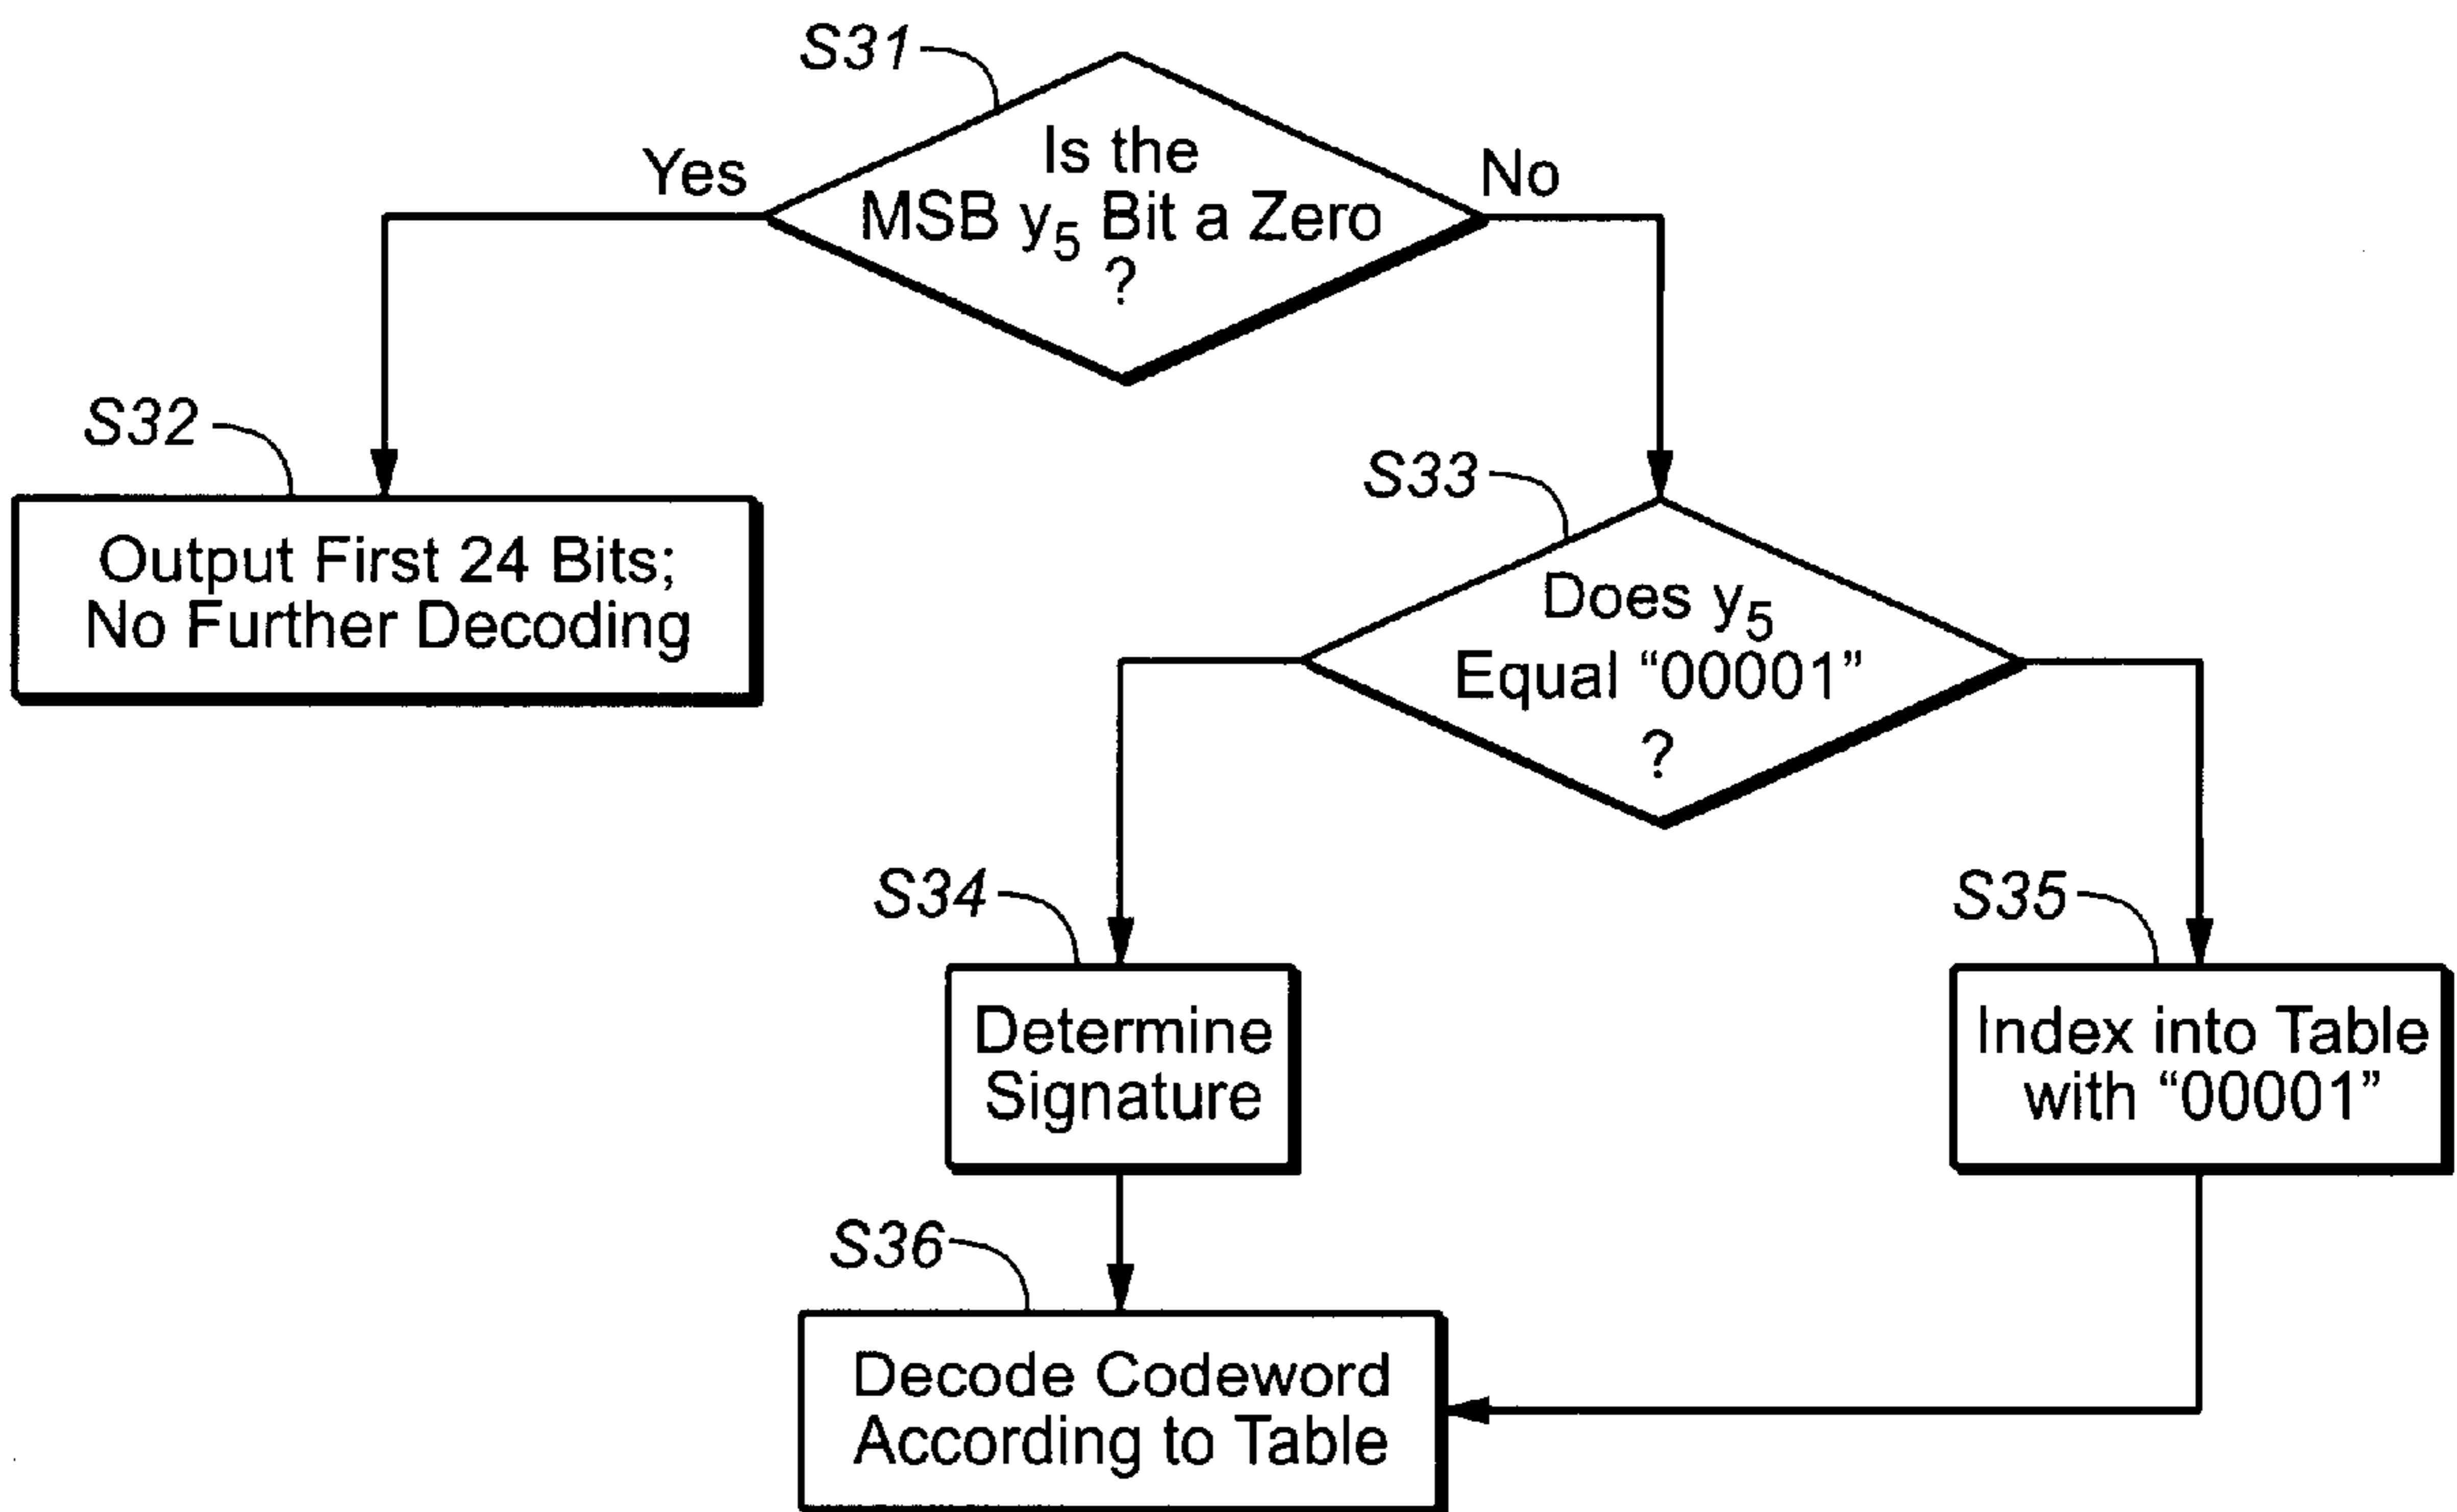 S31
Is the
MSB y5 Bit a Zero
?
Yes
No
S32
Output First 24 Bits;
No Further Decoding
S33
Does y5
Equal “00001”
?
S34
Determine
Signature
S35
Index into Table
with “00001”
S36
Decode Codeword
According to Table